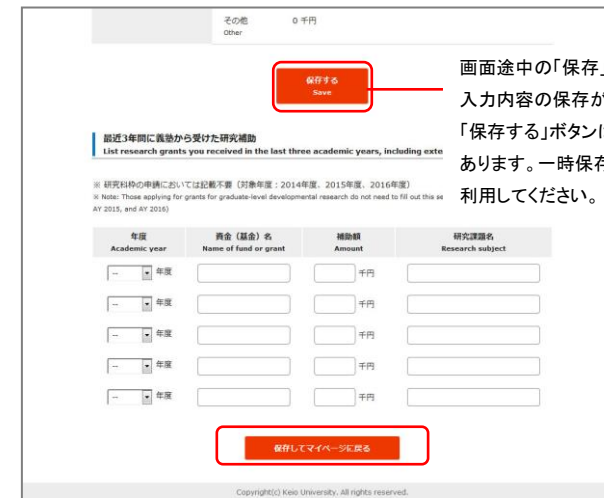 その他 0 千円
Other
保存する
Save
画面途中の「保存」
入力内容の保存が
「保存する」ボタンは
あります。一時保存
利用してください。
最近3年間に義塾から受けた研究補助
List research grants you received in the last three academic years, including exte
※ 研究科枠の申請においては記載不要（対象年度：2014年度、2015年度、2016年度）
※ Note: Those applying for grants for graduate-level developmental research do not need to fill out this se
AY 2015, and AY 2016)
年度 資金（基金）名 補助額 研究課題名
Academic year Name of fund or grant Amount Research subject
-- 年度 千円
-- 年度 千円
-- 年度 千円
-- 年度 千円
-- 年度 千円
保存してマイページに戻る
Copyright(c) Keio University. All rights reserved.